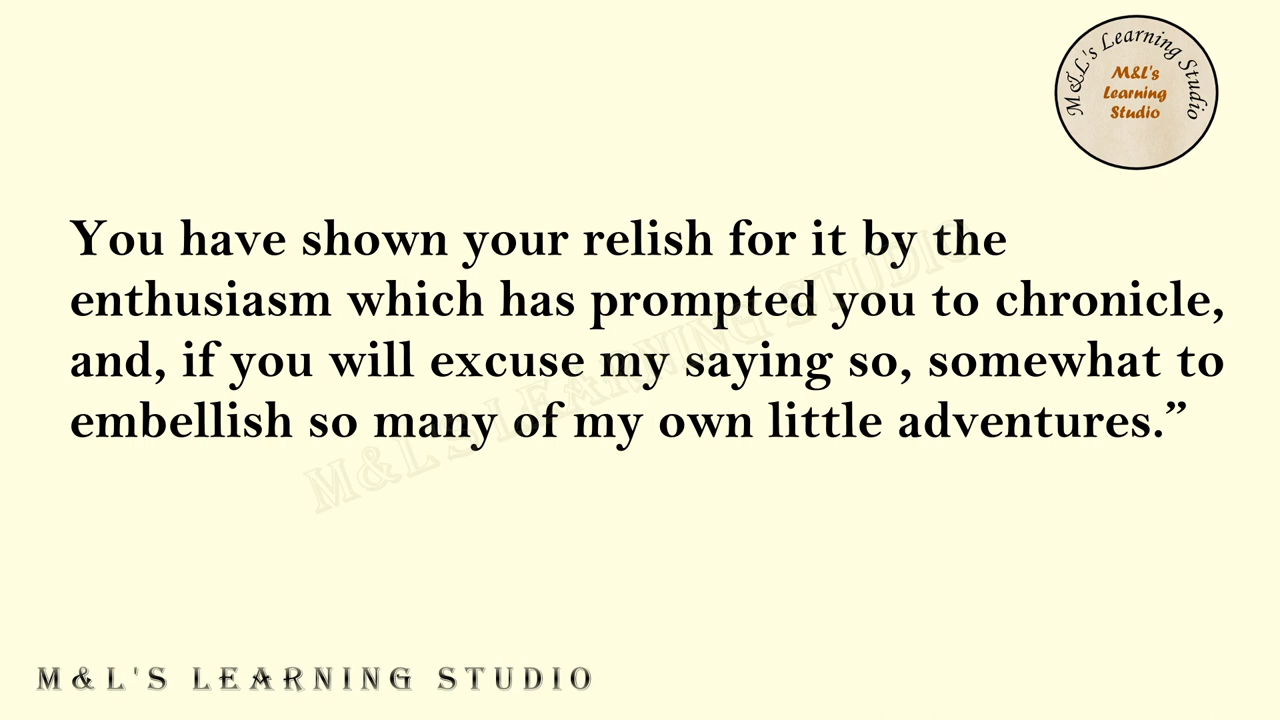 M&L's Learning Studio
M&L's
Learning
Studio
You have shown your relish for it by the
enthusiasm which has prompted you to chronicle,
and, if you will excuse my saying so, somewhat to
embellish so many of my own little adventures.”
M&L'S LEARNING STUDIO
M&L'S LEARNING STUDIO